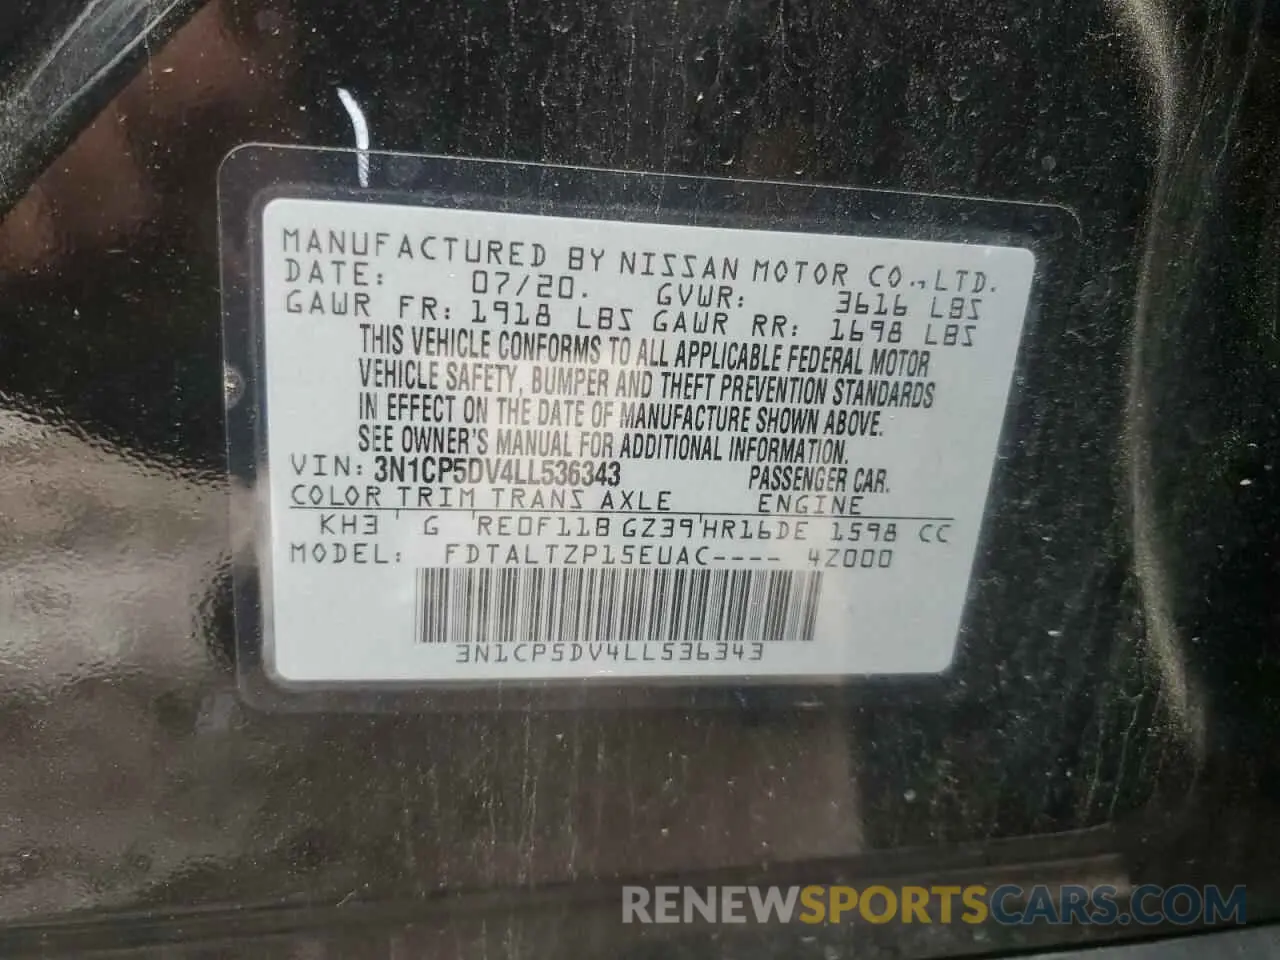 MANUFACTURED BY NISSAN MOTOR CO.,LTD.
DATE: 07/20. GVWR: 3616 LBS
GAWR FR: 1918 LBS GAWR RR: 1698 LBS
THIS VEHICLE CONFORMS TO ALL APPLICABLE FEDERAL MOTOR
VEHICLE SAFETY, BUMPER AND THEFT PREVENTION STANDARDS
IN EFFECT ON THE DATE OF MANUFACTURE SHOWN ABOVE.
SEE OWNER'S MANUAL FOR ADDITIONAL INFORMATION.
VIN: 3N1CP5DV4LL536343 PASSENGER CAR.
COLOR TRIM TRANS AXLE ENGINE
KH3 G RE0F11B GZ39 HR16DE 1598 CC
MODEL: FDTALTZP15EUAC---- 4Z000
3N1CP5DV4LL536343
RENEWSPORTSCARS.COM